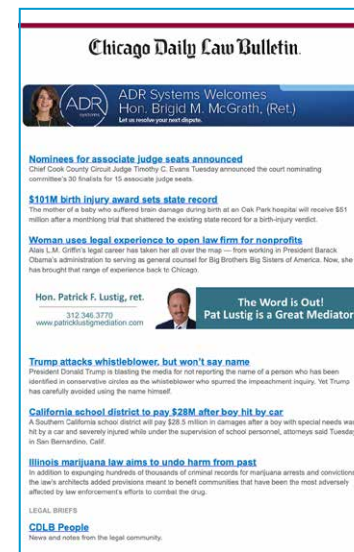 Chicago Daily Law Bulletin.
ADR
systems
ADR Systems Welcomes
Hon. Brigid M. McGrath, (Ret.)
Let us resolve your next dispute.
Nominees for associate judge seats announced
Chief Cook County Circuit Judge Timothy C. Evans Tuesday announced the court nominating
committee's 30 finalists for 15 associate judge seats.
$101M birth injury award sets state record
The mother of a baby who suffered brain damage during birth at an Oak Park hospital will receive $51
million after a monthlong trial that shattered the existing state record for a birth-injury verdict.
Woman uses legal experience to open law firm for nonprofits
Alais L.M. Griffin's legal career has taken her all over the map — from working in President Barack
Obama's administration to serving as general counsel for Big Brothers Big Sisters of America. Now, she
has brought that range of experience back to Chicago.
Hon. Patrick F. Lustig, ret.
312.346.3770
www.patricklustigmediation.com
The Word is Out!
Pat Lustig is a Great Mediator
Trump attacks whistleblower, but won't say name
President Donald Trump is blasting the media for not reporting the name of a person who has been
identified in conservative circles as the whistleblower who spurred the impeachment inquiry. Yet Trump
has carefully avoided using the name himself.
California school district to pay $28M after boy hit by car
A Southern California school district will pay $28.5 million in damages after a boy with special needs was
hit by a car and severely injured while under the supervision of school personnel, attorneys said Tuesday
in San Bernardino, Calif.
Illinois marijuana law aims to undo harm from past
In addition to expunging hundreds of thousands of criminal records for marijuana arrests and convictions,
the law's architects added provisions meant to benefit communities that have been the most adversely
affected by law enforcement's efforts to combat the drug.
LEGAL BRIEFS
CDLB People
News and notes from the legal community.